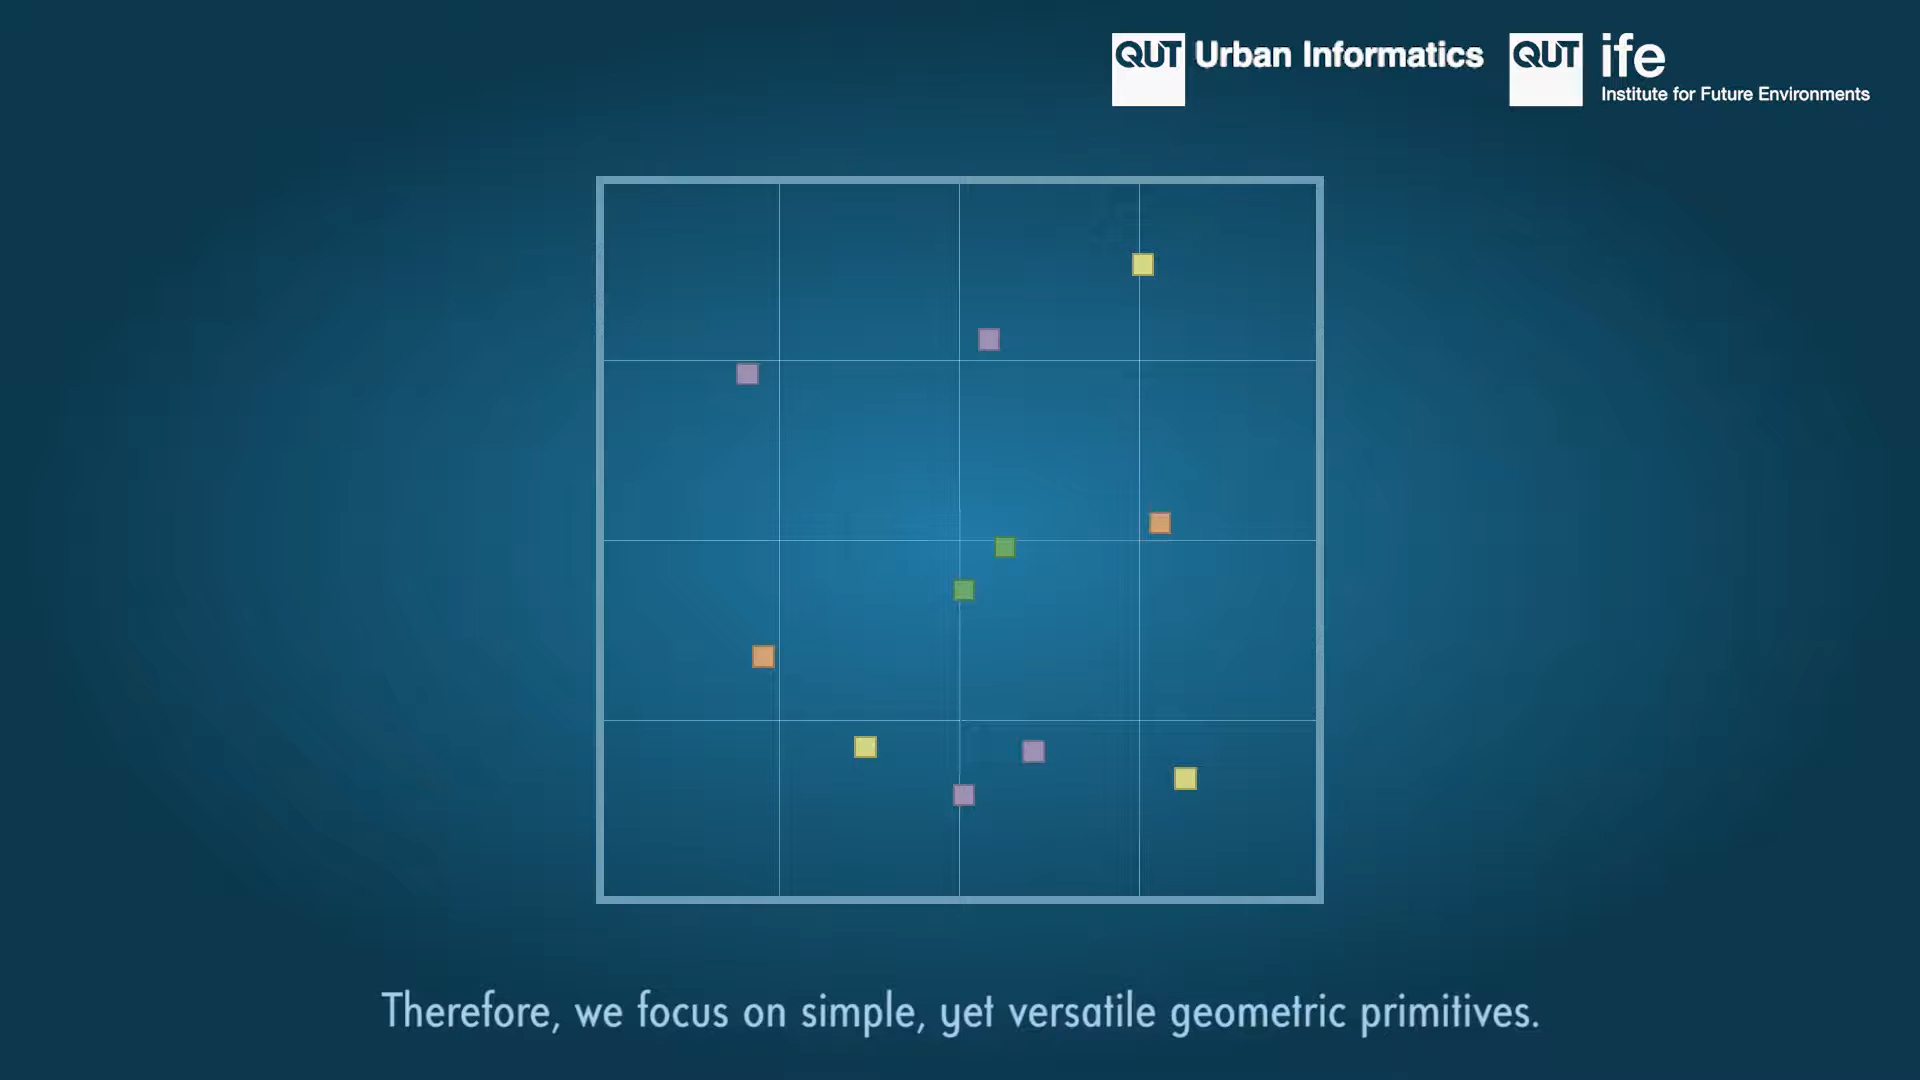 QUT Urban Informatics
QUT ife
Institute for Future Environments
Therefore, we focus on simple, yet versatile geometric primitives.